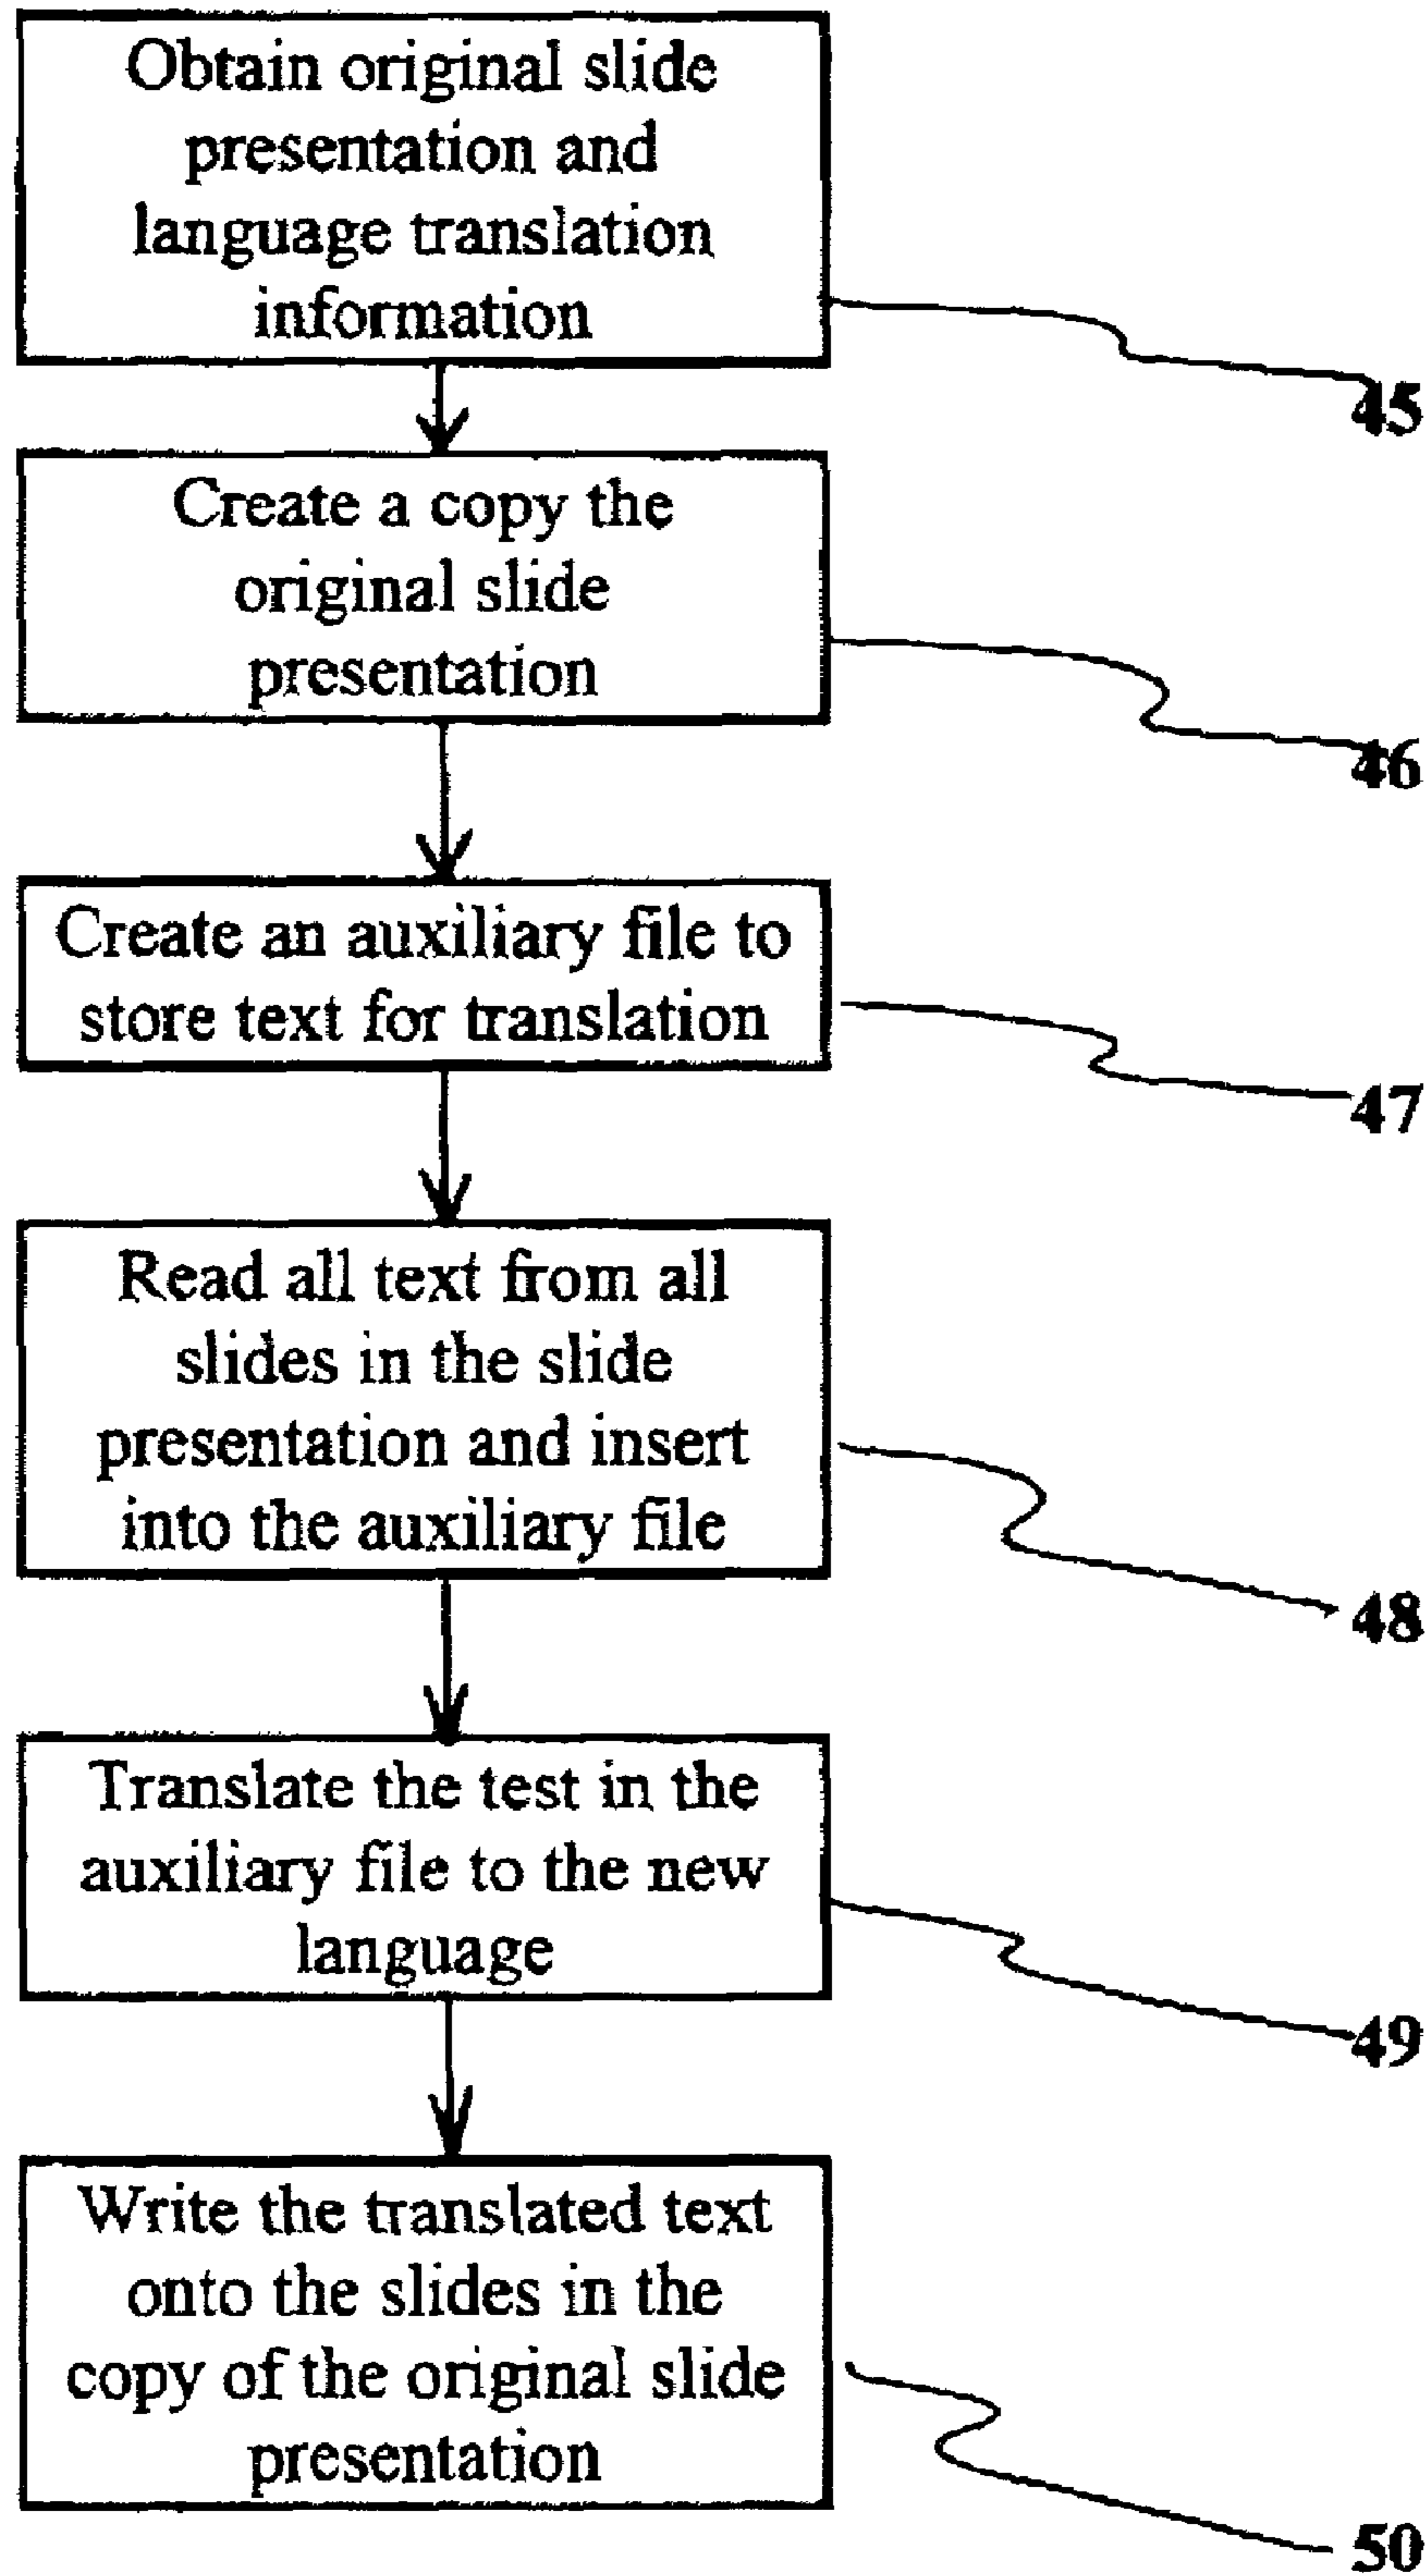 Obtain original slide
presentation and
language translation
information
45
Create a copy the
original slide
presentation
46
Create an auxiliary file to
store text for translation
47
Read all text from all
slides in the slide
presentation and insert
into the auxiliary file
48
Translate the test in the
auxiliary file to the new
language
49
Write the translated text
onto the slides in the
copy of the original slide
presentation
50